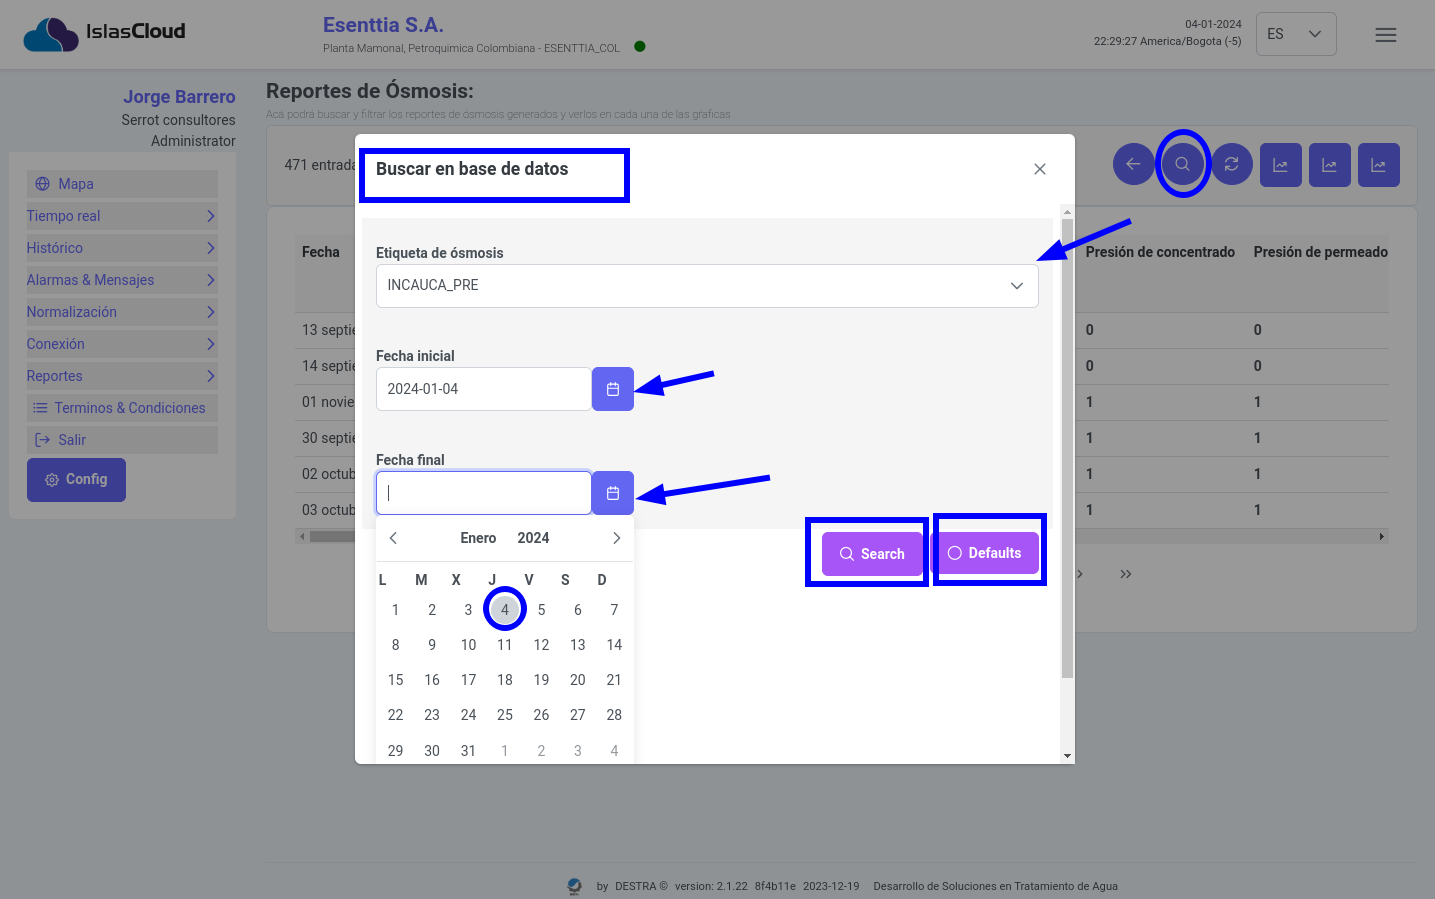 IslasCloud
Esenttia S.A.
Planta Mamonal, Petroquimica Colombiana - ESENTTIA_COL
04-01-2024
22:29:27 America/Bogota (-5)
ES
Jorge Barrero
Serrot consultores
Administrator
Mapa
Tiempo real
Histórico
Alarmas & Mensajes
Normalización
Conexión
Reportes
Terminos & Condiciones
Salir
Config
Reportes de Ósmosis:
Acá podrá buscar y filtrar los reportes de ósmosis generados y verlos en cada una de las gráficas
471 entrada
Fecha
Presión de concentrado
Presión de permeado
13 septie
0
0
14 septie
0
0
01 novie
1
1
30 septie
1
1
02 octub
1
1
03 octub
1
1
Buscar en base de datos
Etiqueta de ósmosis
INCAUCA_PRE
Fecha inicial
2024-01-04
Fecha final
Enero 2024
L M X J V S D
1 2 3 4 5 6 7
8 9 10 11 12 13 14
15 16 17 18 19 20 21
22 23 24 25 26 27 28
29 30 31 1 2 3 4
Search
Defaults
by DESTRA © version: 2.1.22 8f4b11e 2023-12-19 Desarrollo de Soluciones en Tratamiento de Agua